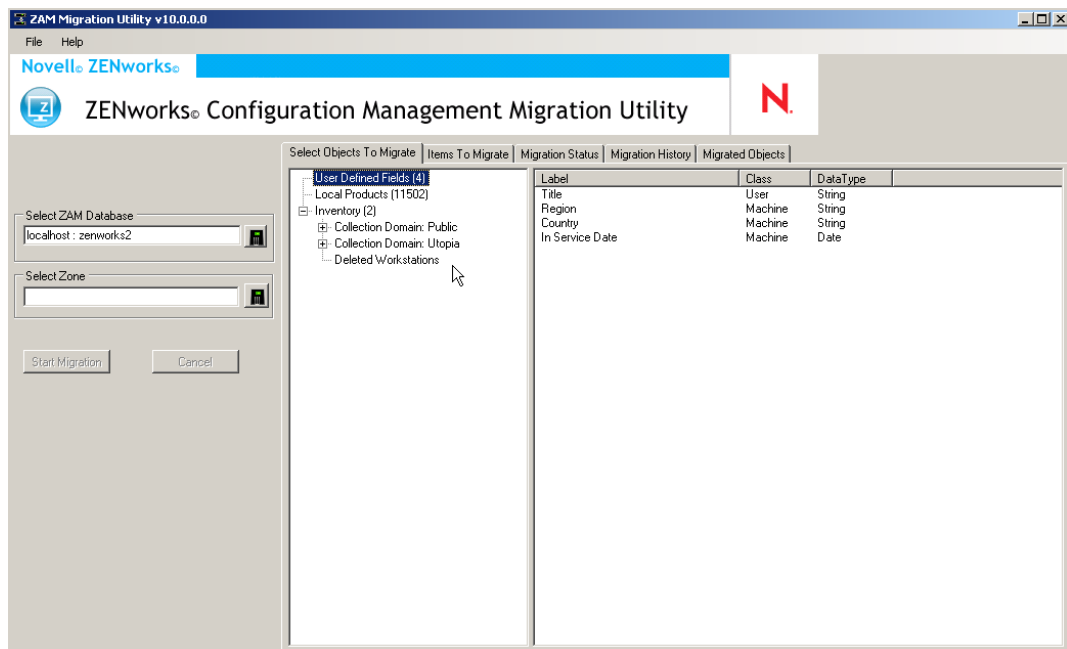 ZAM Migration Utility v10.0.0.0
File Help
Novell® ZENworks®
ZENworks® Configuration Management Migration Utility
N.
Select Objects To Migrate Items To Migrate Migration Status Migration History Migrated Objects
Select ZAM Database
localhost : zenworks2
Select Zone
Start Migration Cancel
User Defined Fields (4)
Local Products (11502)
Inventory (2)
Collection Domain: Public
Collection Domain: Utopia
Deleted Workstations
Label Class DataType
Title User String
Region Machine String
Country Machine String
In Service Date Machine Date